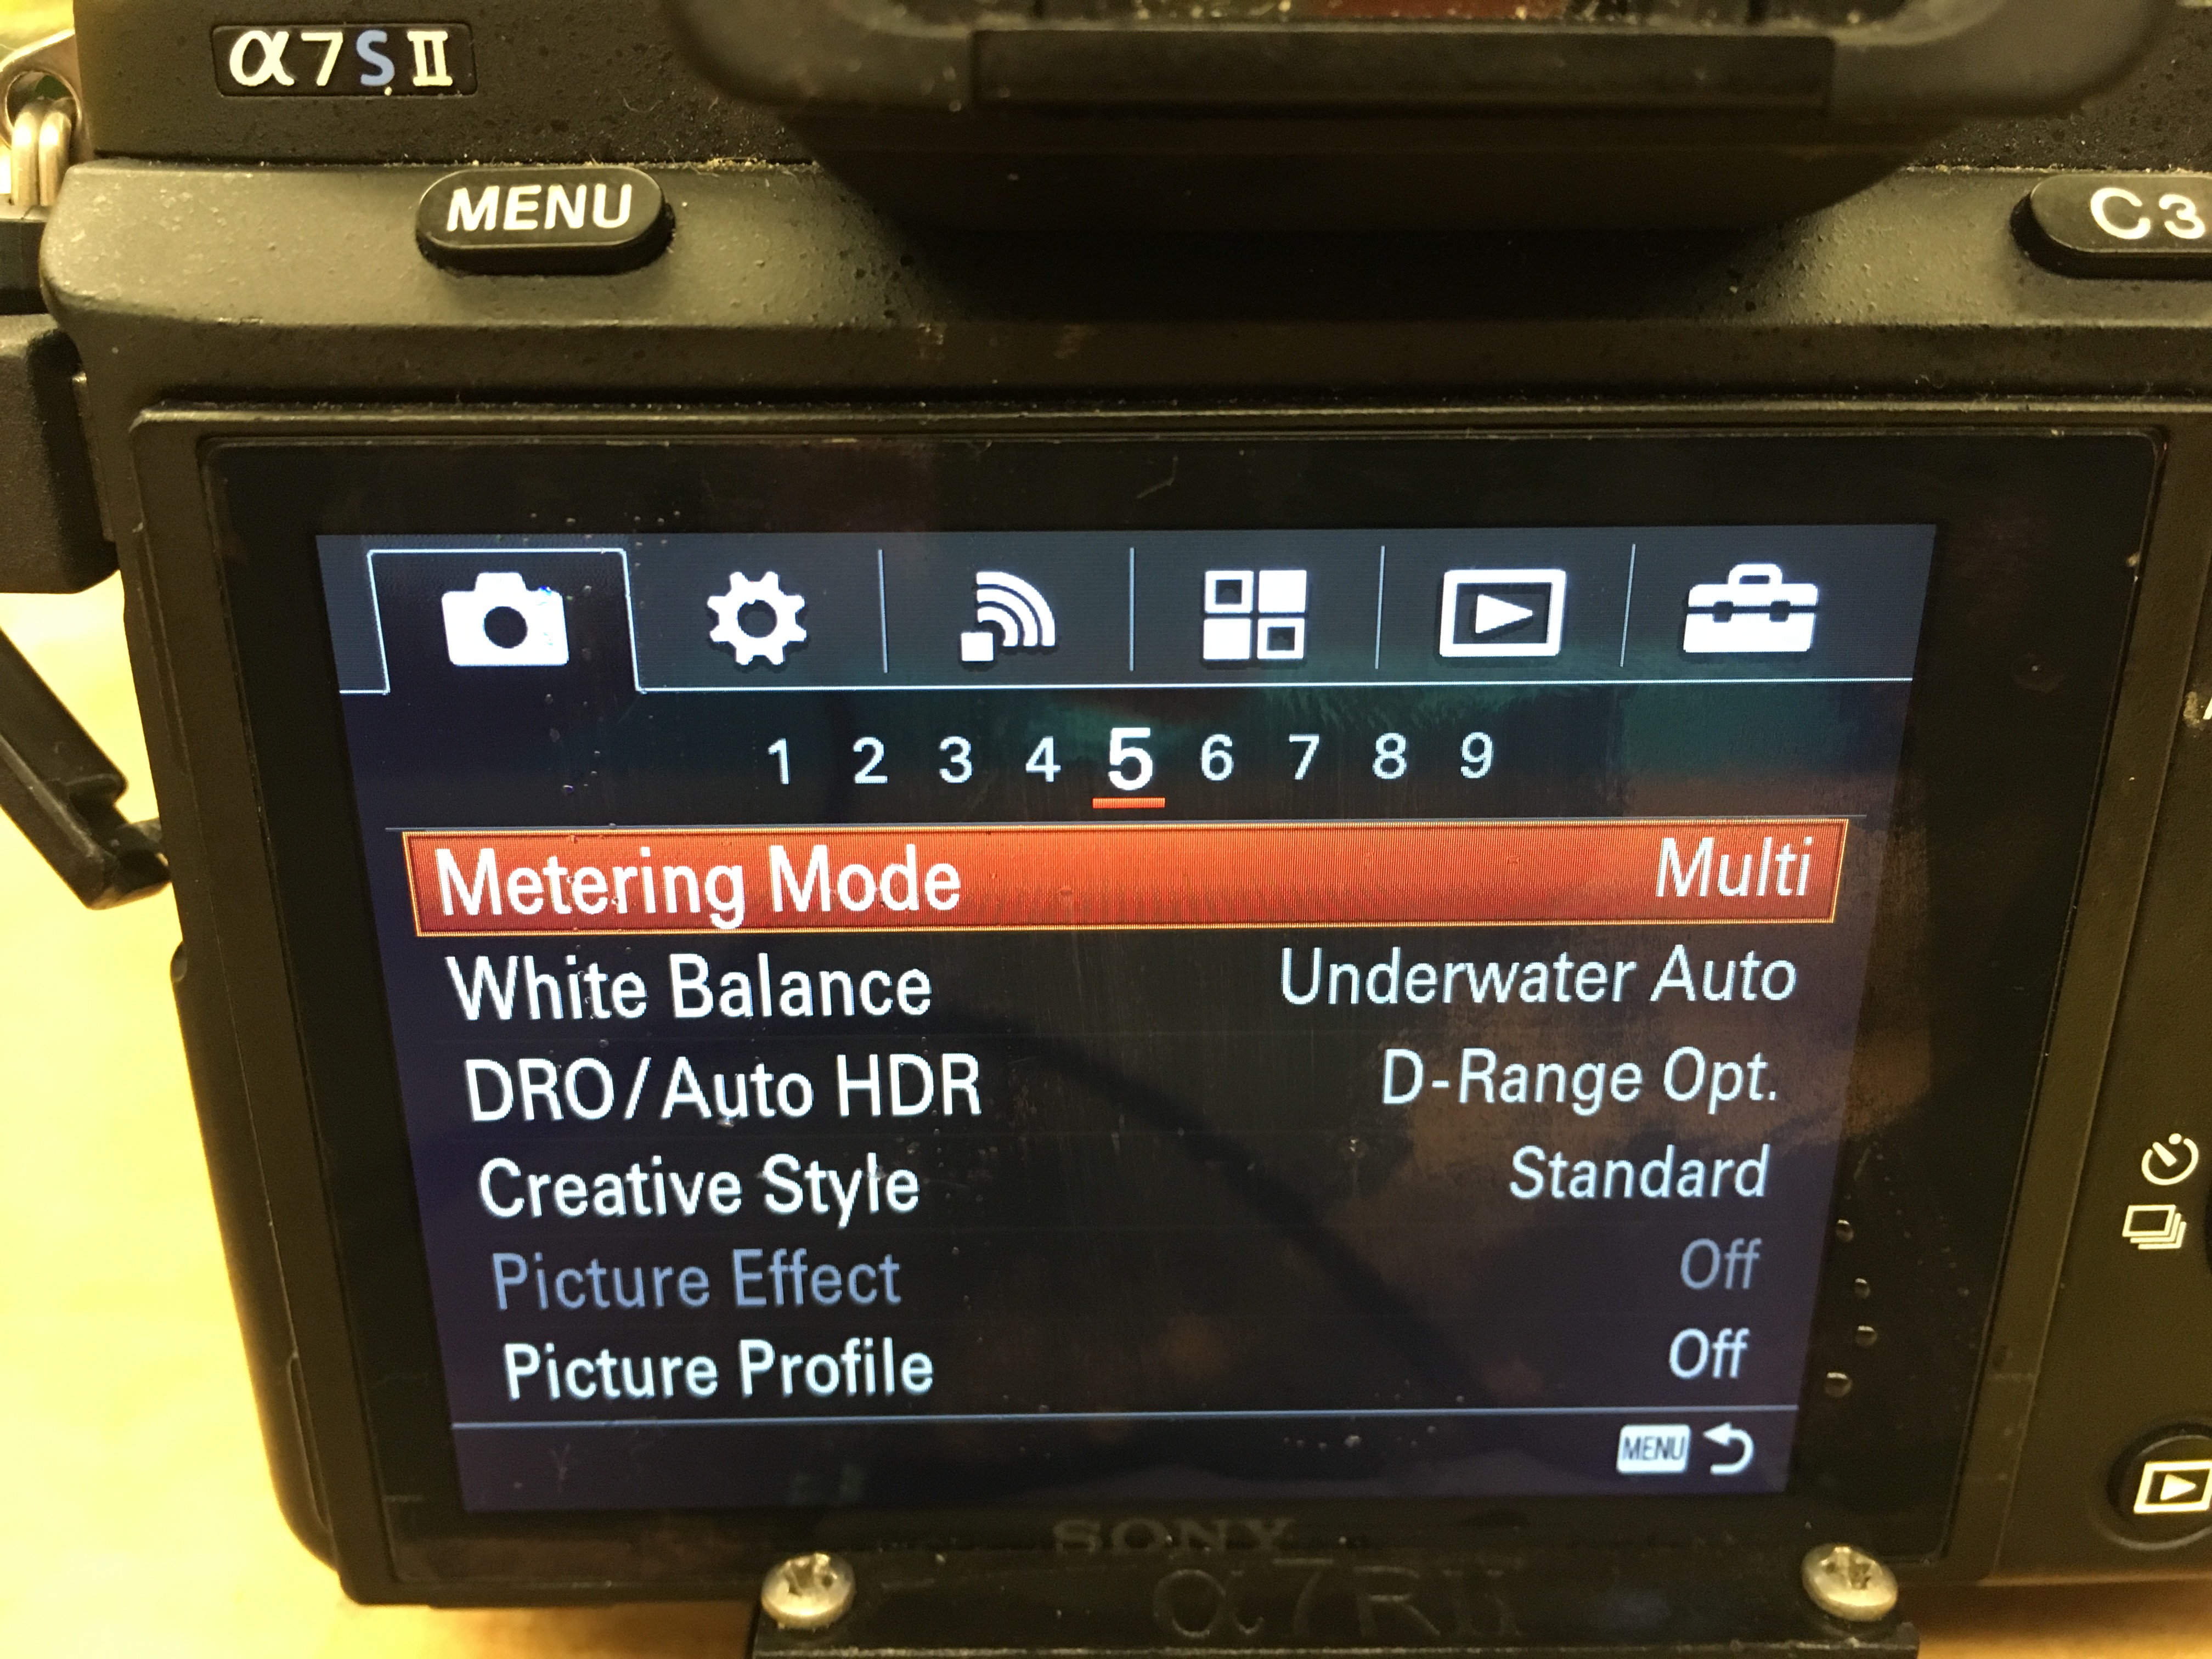 α7SII
MENU
C3
1 2 3 4 5 6 7 8 9
Metering Mode Multi
White Balance Underwater Auto
DRO/Auto HDR D-Range Opt.
Creative Style Standard
Picture Effect Off
Picture Profile Off
MENU
SONY
α7RII